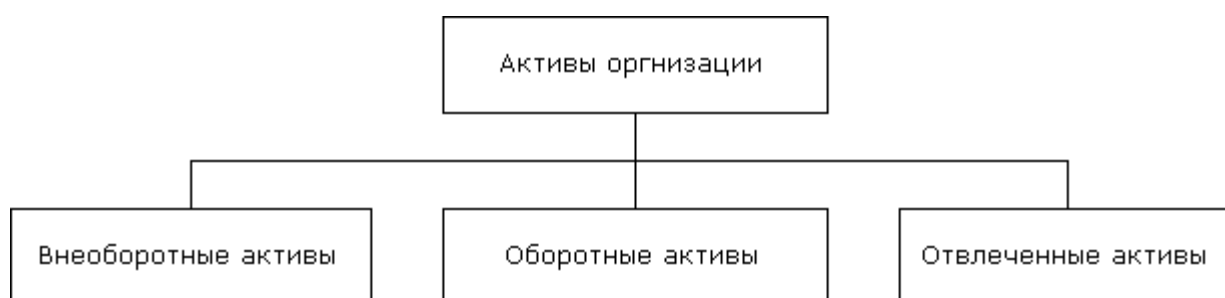 Активы оргнизации
Внеоборотные активы
Оборотные активы
Отвлеченные активы